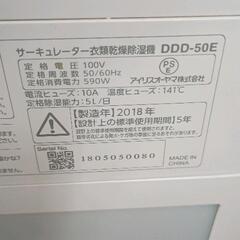 サーキュレーター衣類乾燥除湿機 DDD-50E
定格電圧 100V
定格周波数 50/60Hz
定格消費電力 590W
PS
E
アイリスオーヤマ株式会社
電流ヒューズ:10A 温度ヒューズ:141℃
定格除湿能力:5L/日
【製造年】2018年
【設計上の標準使用期間】5年
Serial No.
1805050080
MADE IN
CHINA